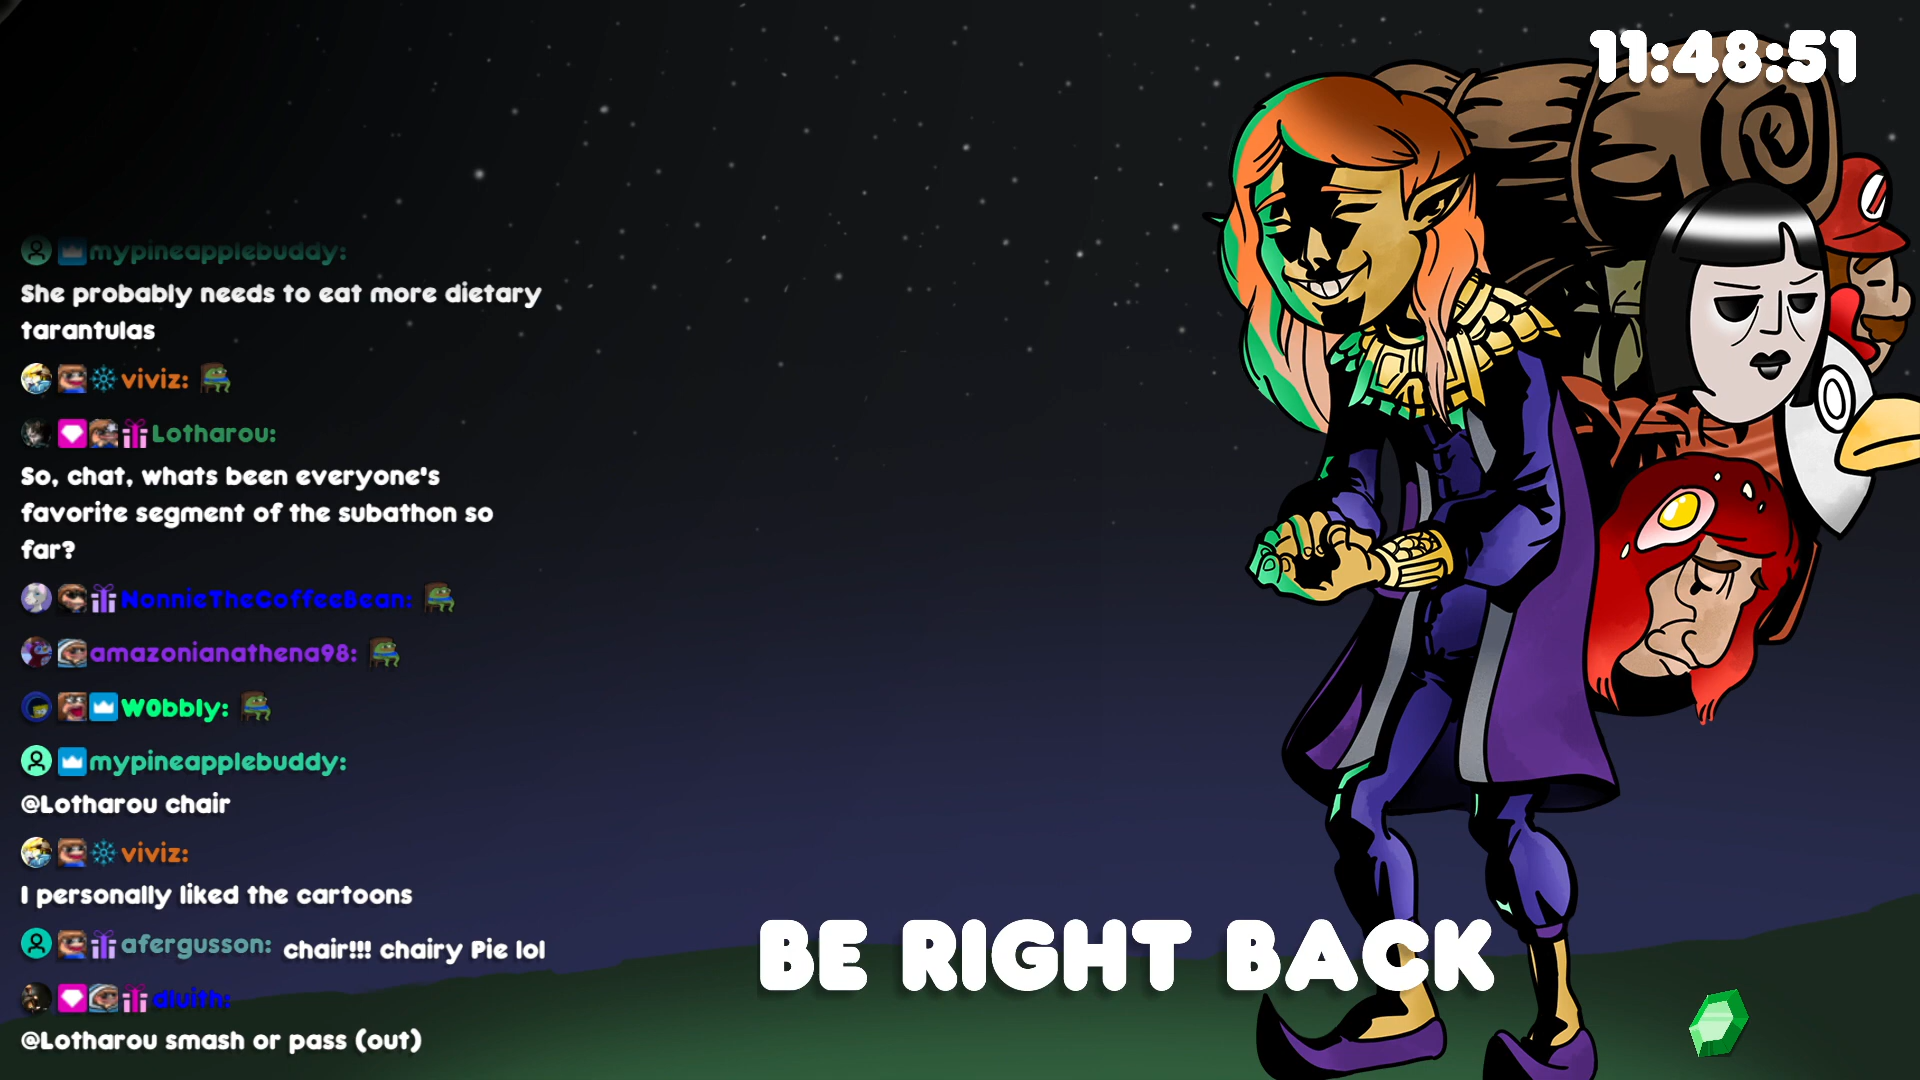 11:48:51
mypineapplebuddy:
She probably needs to eat more dietary
tarantulas
viviz:
Lotharou:
So, chat, whats been everyone's
favorite segment of the subathon so
far?
NonnieTheCoffeeBean:
amazonianathena98:
W0bbly:
mypineapplebuddy:
@Lotharou chair
viviz:
I personally liked the cartoons
afergusson: chair!!! chairy Pie lol
dluith:
@Lotharou smash or pass (out)
BE RIGHT BACK